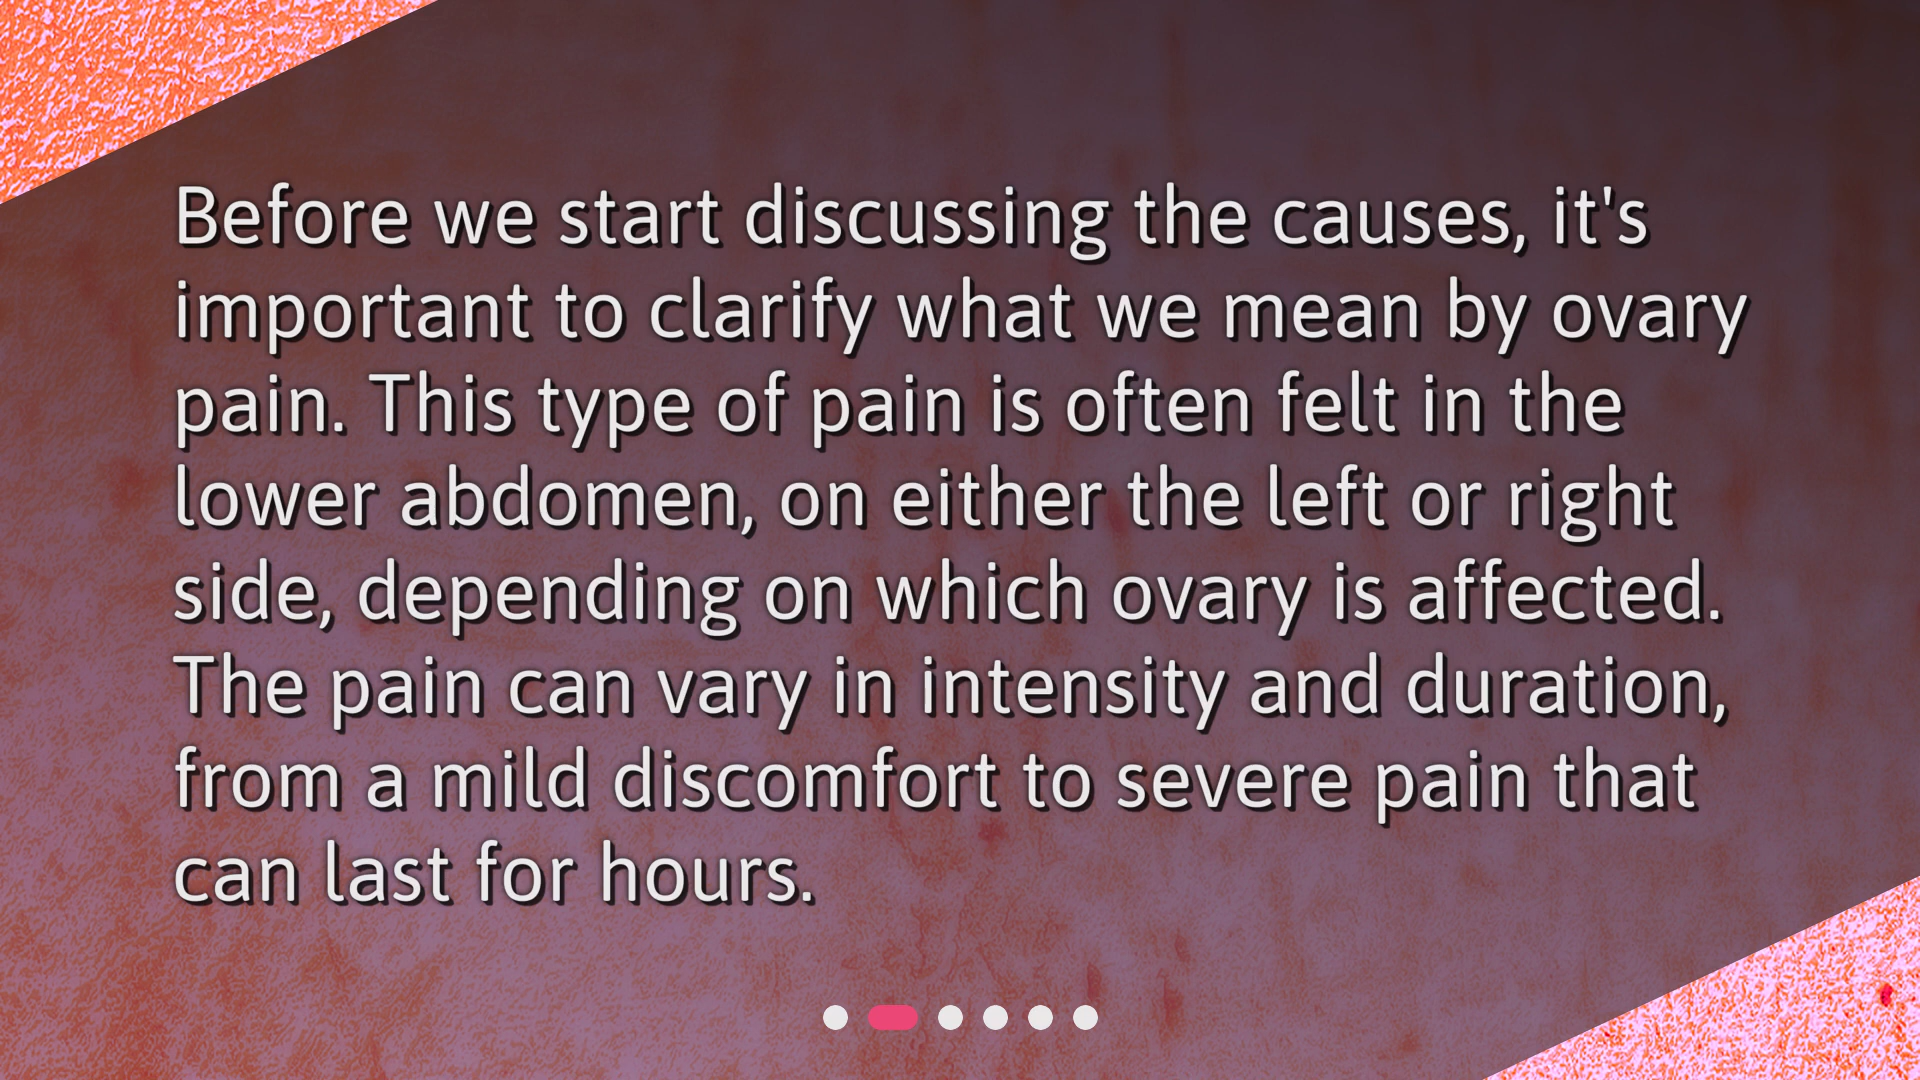 Before we start discussing the causes, it's
important to clarify what we mean by ovary
pain. This type of pain is often felt in the
lower abdomen, on either the left or right
side, depending on which ovary is affected.
The pain can vary in intensity and duration,
from a mild discomfort to severe pain that
can last for hours.